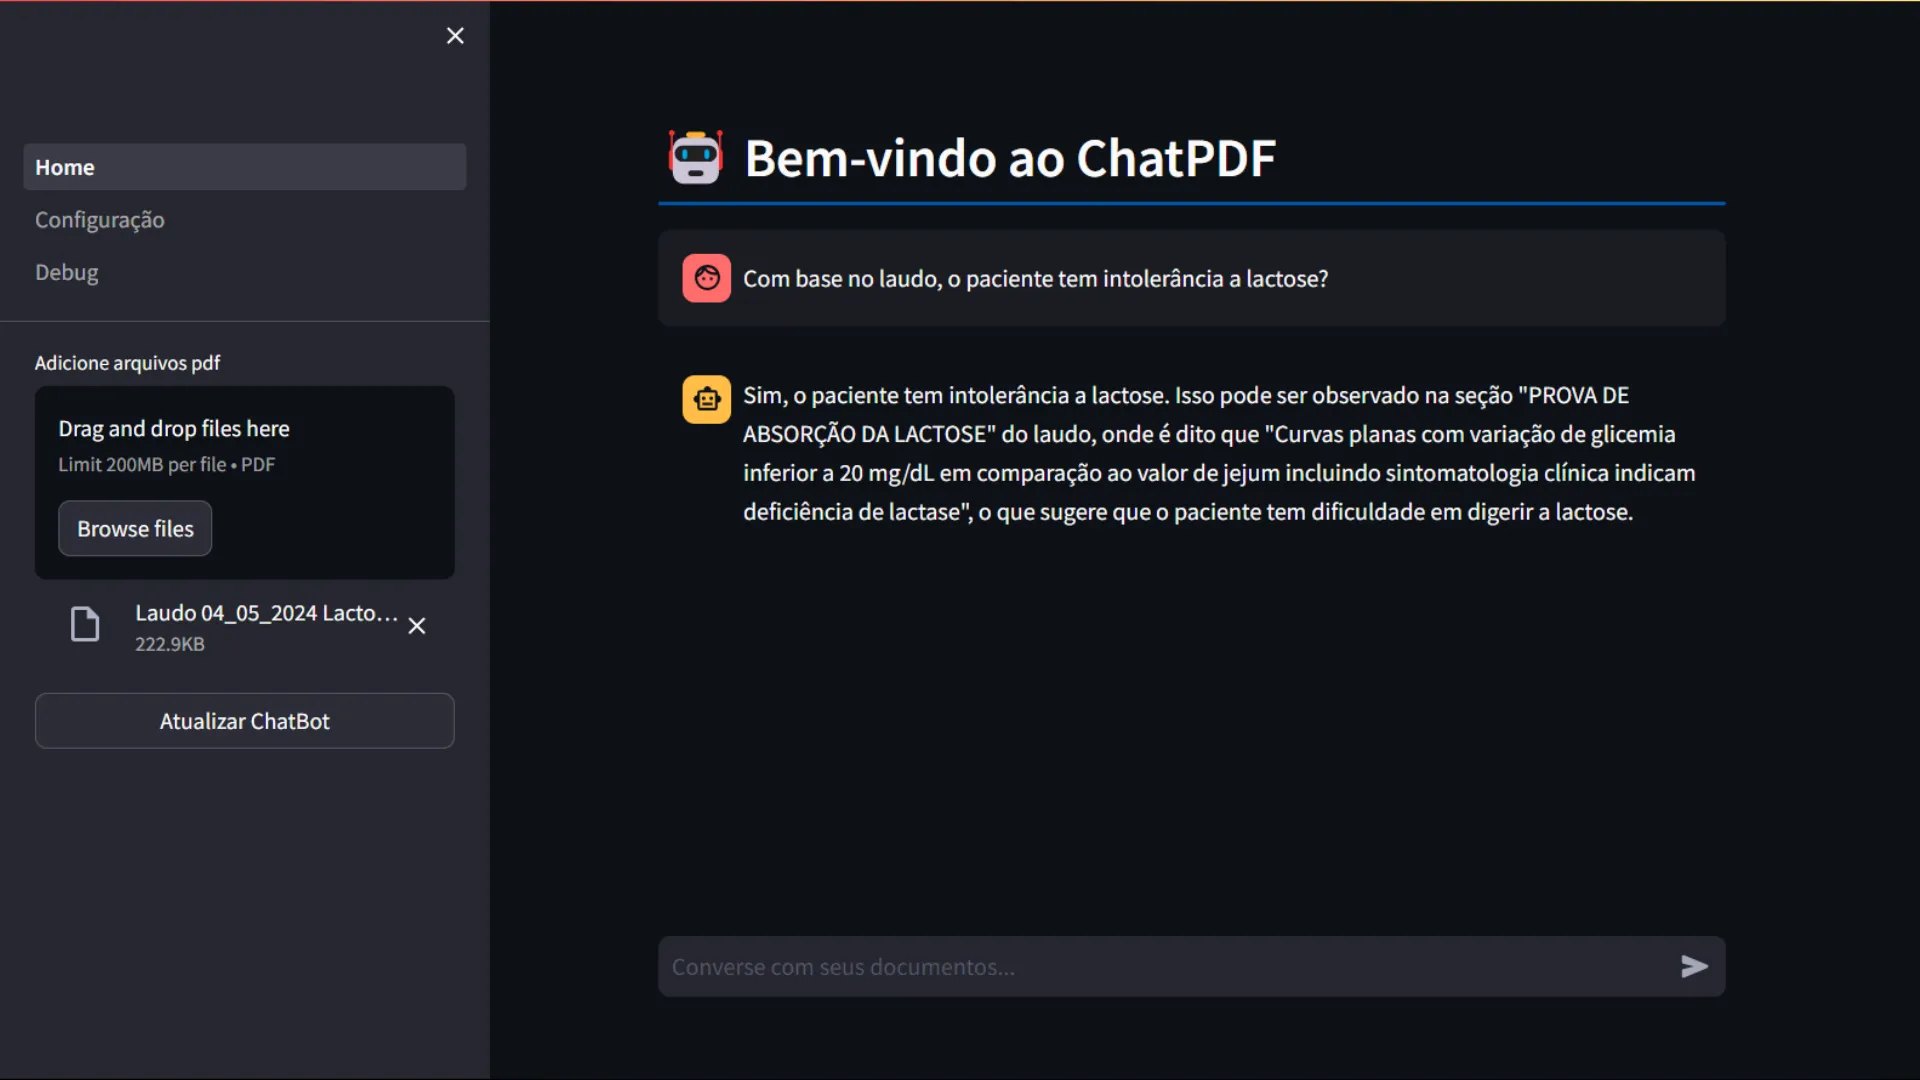 Home
Configuração
Debug
Adicione arquivos pdf
Drag and drop files here
Limit 200MB per file • PDF
Browse files
Laudo 04_05_2024 Lacto...
222.9KB
Atualizar ChatBot
Bem-vindo ao ChatPDF
Com base no laudo, o paciente tem intolerância a lactose?
Sim, o paciente tem intolerância a lactose. Isso pode ser observado na seção "PROVA DE
ABSORÇÃO DA LACTOSE" do laudo, onde é dito que "Curvas planas com variação de glicemia
inferior a 20 mg/dL em comparação ao valor de jejum incluindo sintomatologia clínica indicam
deficiência de lactase", o que sugere que o paciente tem dificuldade em digerir a lactose.
Converse com seus documentos...